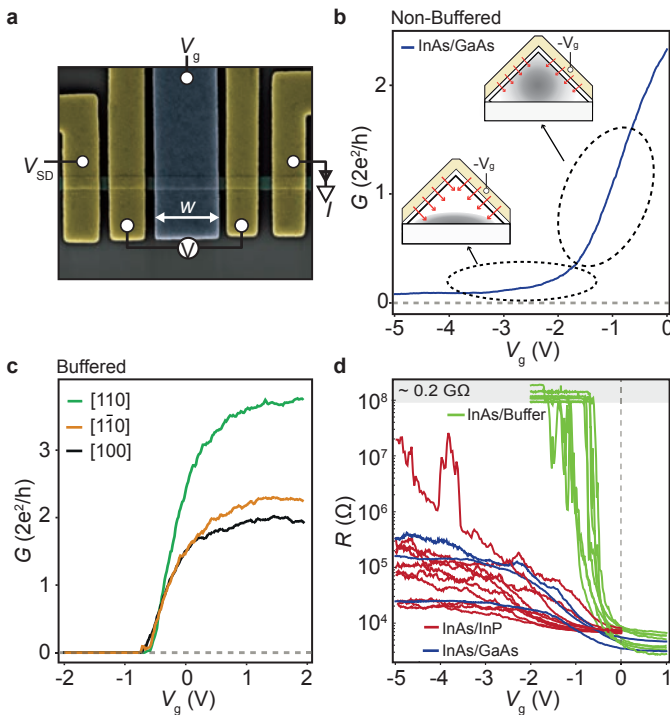 a
V_g
V_SD
w
V
I
b
Non-Buffered
InAs/GaAs
-V_g
-V_g
G (2e²/h)
2
1
0
-5 -4 -3 -2 -1 0
V_g (V)
c
Buffered
[110]
[11̄0]
[100]
G (2e²/h)
3
2
1
0
-2 -1 0 1 2
V_g (V)
d
~ 0.2 GΩ
InAs/Buffer
InAs/InP
InAs/GaAs
R (Ω)
10⁸
10⁷
10⁶
10⁵
10⁴
-5 -4 -3 -2 -1 0 1
V_g (V)